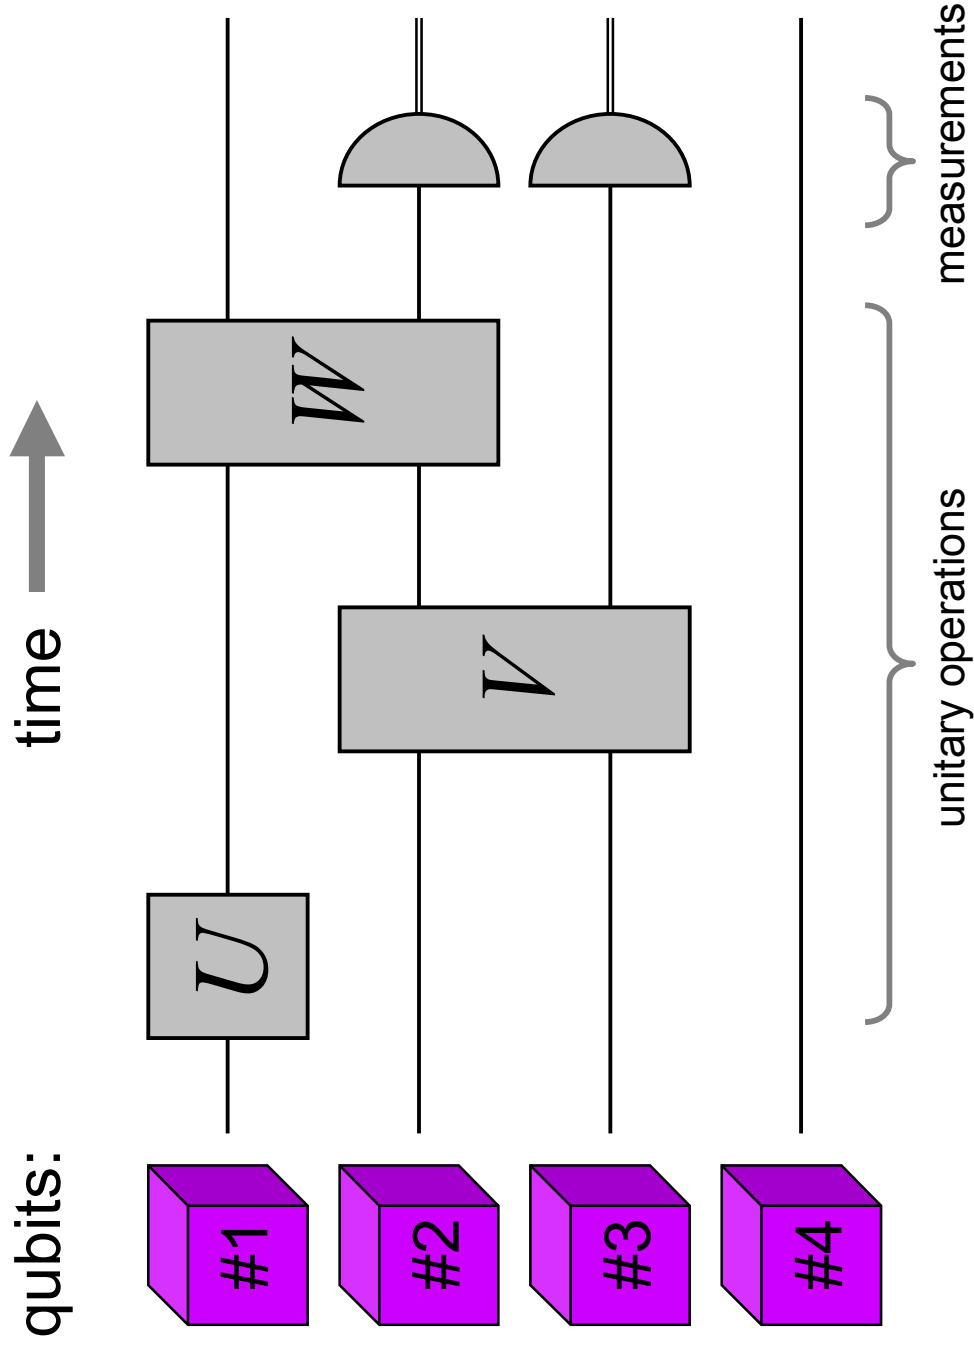 qubits:
time
#1
U
W
#2
V
#3
#4
unitary operations
measurements